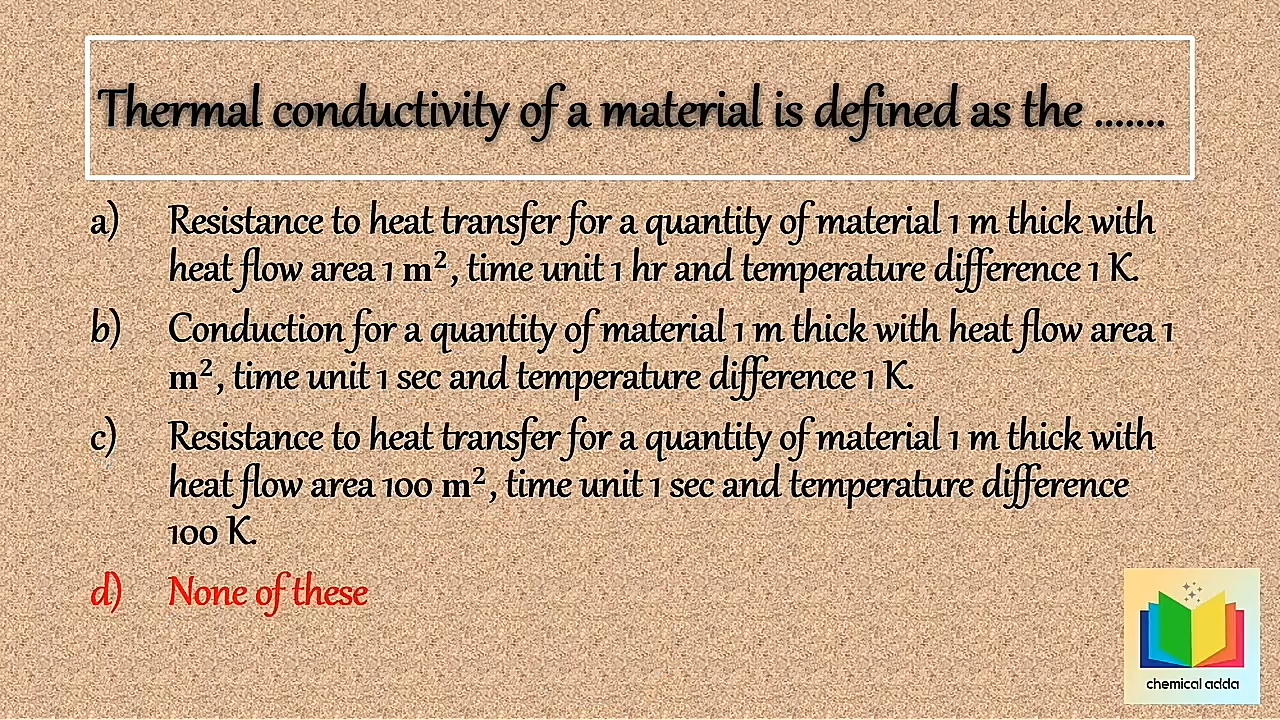 Thermal conductivity of a material is defined as the .......
a) Resistance to heat transfer for a quantity of material 1 m thick with
heat flow area 1 m², time unit 1 hr and temperature difference 1 K.
b) Conduction for a quantity of material 1 m thick with heat flow area 1
m², time unit 1 sec and temperature difference 1 K.
c) Resistance to heat transfer for a quantity of material 1 m thick with
heat flow area 100 m², time unit 1 sec and temperature difference
100 K.
d) None of these
chemical adda